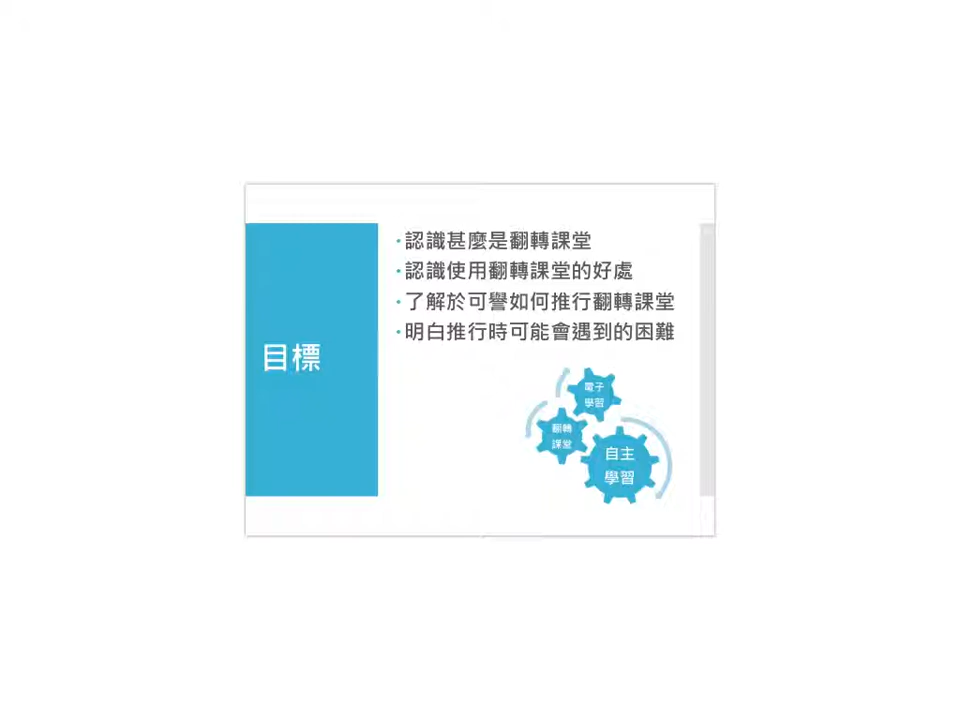 目標
認識甚麼是翻轉課堂
認識使用翻轉課堂的好處
了解於可譽如何推行翻轉課堂
明白推行時可能會遇到的困難
電子
學習
翻轉
課堂
自主
學習